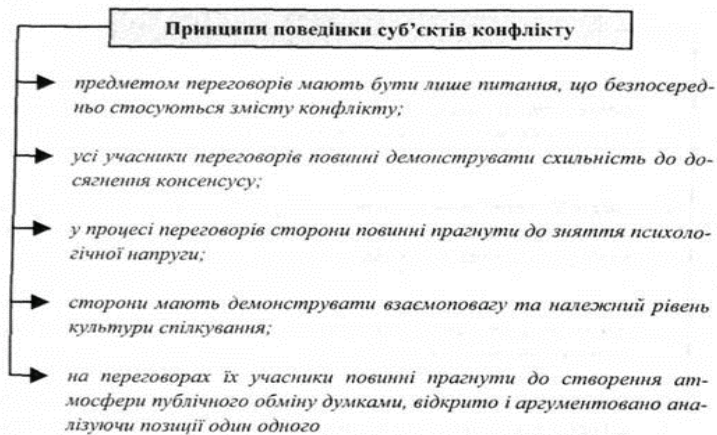 Принципи поведінки суб’єктів конфлікту
предметом переговорів мають бути лише питання, що безпосеред-
ньо стосуються змісту конфлікту;
усі учасники переговорів повинні демонструвати схильність до до-
сягнення консенсусу;
у процесі переговорів сторони повинні прагнути до зняття психоло-
гічної напруги;
сторони мають демонструвати взаємоповагу та належний рівень
культури спілкування;
на переговорах їх учасники повинні прагнути до створення ат-
мосфери публічного обміну думками, відкрито і аргументовано ана-
лізуючи позиції один одного